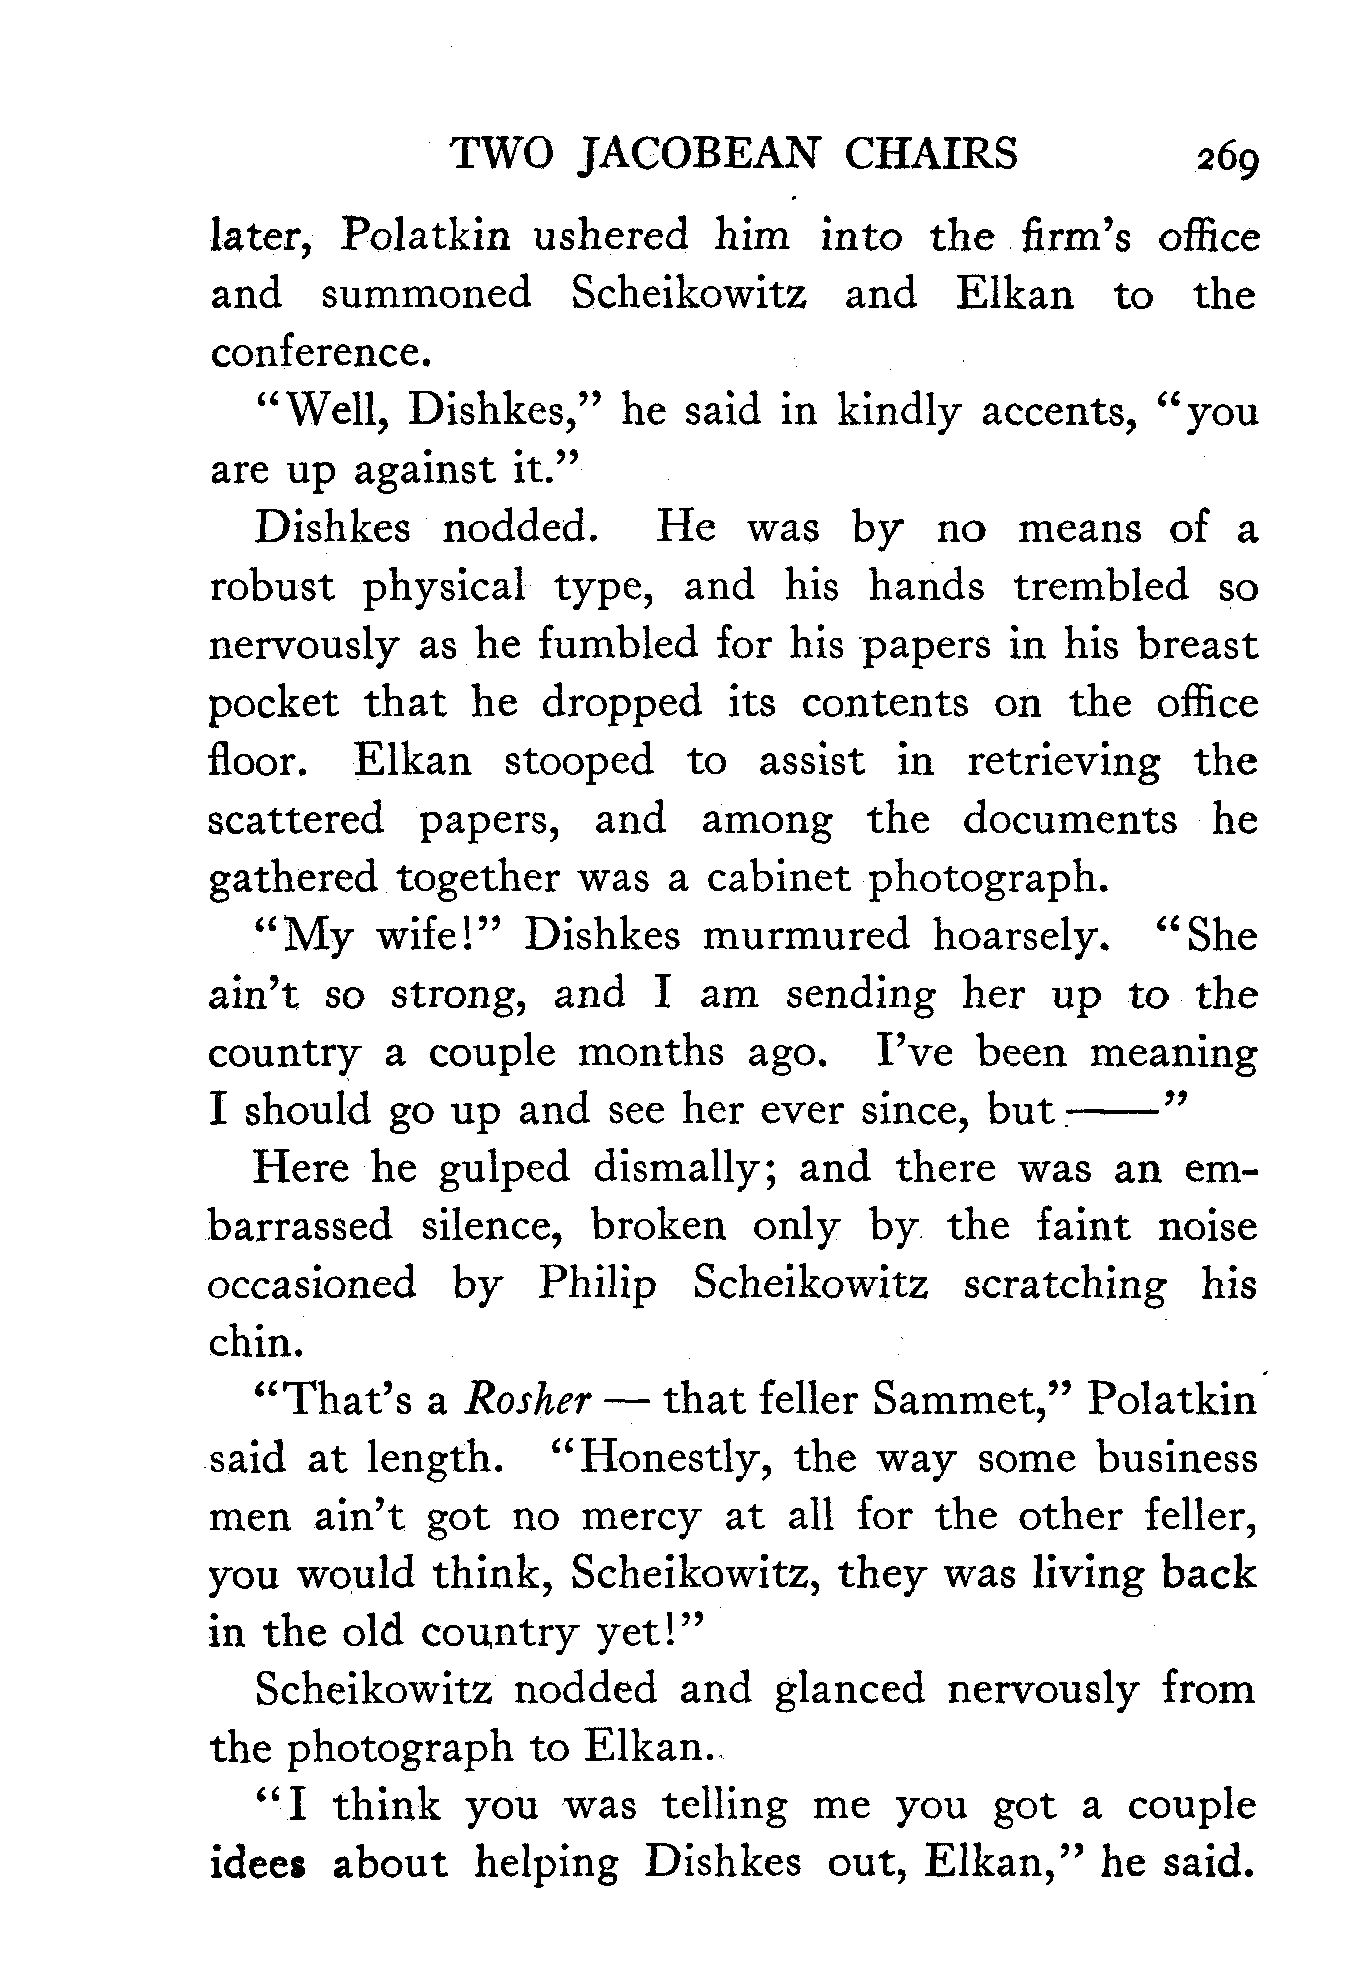 TWO JACOBEAN CHAIRS 269
later, Polatkin ushered him into the firm's office
and summoned Scheikowitz and Elkan to the
conference.
“Well, Dishkes,” he said in kindly accents, “you
are up against it.”
Dishkes nodded. He was by no means of a
robust physical type, and his hands trembled so
nervously as he fumbled for his papers in his breast
pocket that he dropped its contents on the office
floor. Elkan stooped to assist in retrieving the
scattered papers, and among the documents he
gathered together was a cabinet photograph.
“My wife!” Dishkes murmured hoarsely. “She
ain't so strong, and I am sending her up to the
country a couple months ago. I've been meaning
I should go up and see her ever since, but ——”
Here he gulped dismally; and there was an em-
barrassed silence, broken only by the faint noise
occasioned by Philip Scheikowitz scratching his
chin.
“That's a Rosher — that feller Sammet,” Polatkin
said at length. “Honestly, the way some business
men ain't got no mercy at all for the other feller,
you would think, Scheikowitz, they was living back
in the old country yet!”
Scheikowitz nodded and glanced nervously from
the photograph to Elkan.
“I think you was telling me you got a couple
idees about helping Dishkes out, Elkan,” he said.